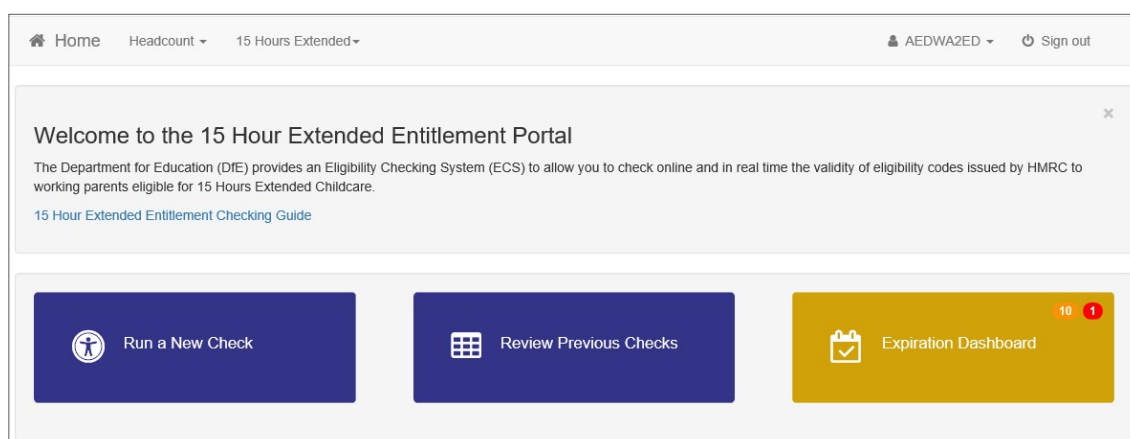 Home Headcount 15 Hours Extended AEDWA2ED Sign out
Welcome to the 15 Hour Extended Entitlement Portal
The Department for Education (DfE) provides an Eligibility Checking System (ECS) to allow you to check online and in real time the validity of eligibility codes issued by HMRC to
working parents eligible for 15 Hours Extended Childcare.
15 Hour Extended Entitlement Checking Guide
10 1
Run a New Check Review Previous Checks Expiration Dashboard